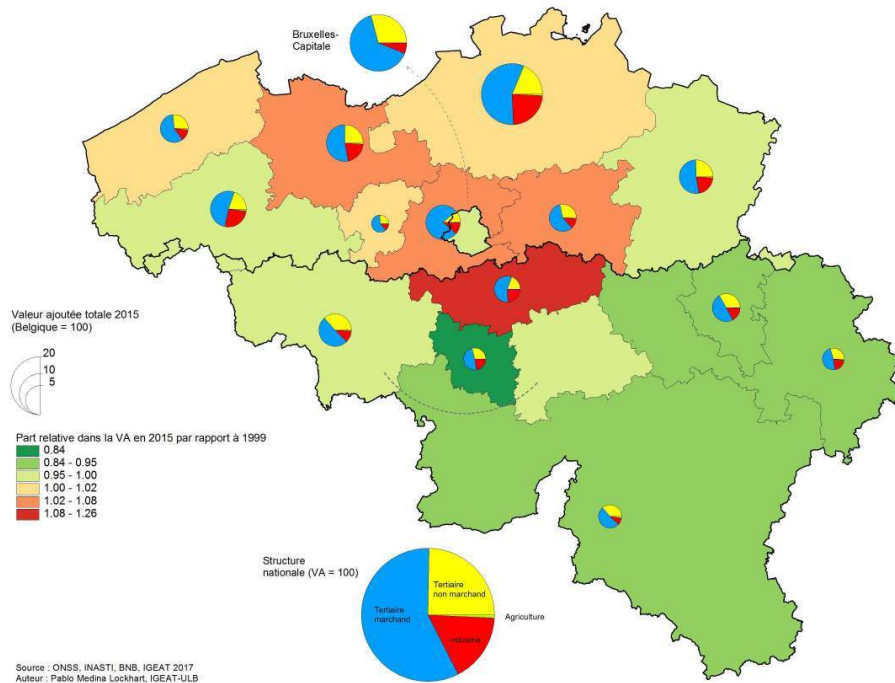 Bruxelles-
Capitale
Valeur ajoutée totale 2015
(Belgique = 100)
20
10
5
Part relative dans la VA en 2015 par rapport à 1999
0.84
0.84 - 0.95
0.95 - 1.00
1.00 - 1.02
1.02 - 1.08
1.08 - 1.26
Structure
nationale (VA = 100)
Tertiaire
non marchand
Tertiaire
marchand
Agriculture
Industrie
Source : ONSS, INASTI, BNB, IGEAT 2017
Auteur : Pablo Medina Lockhart, IGEAT-ULB